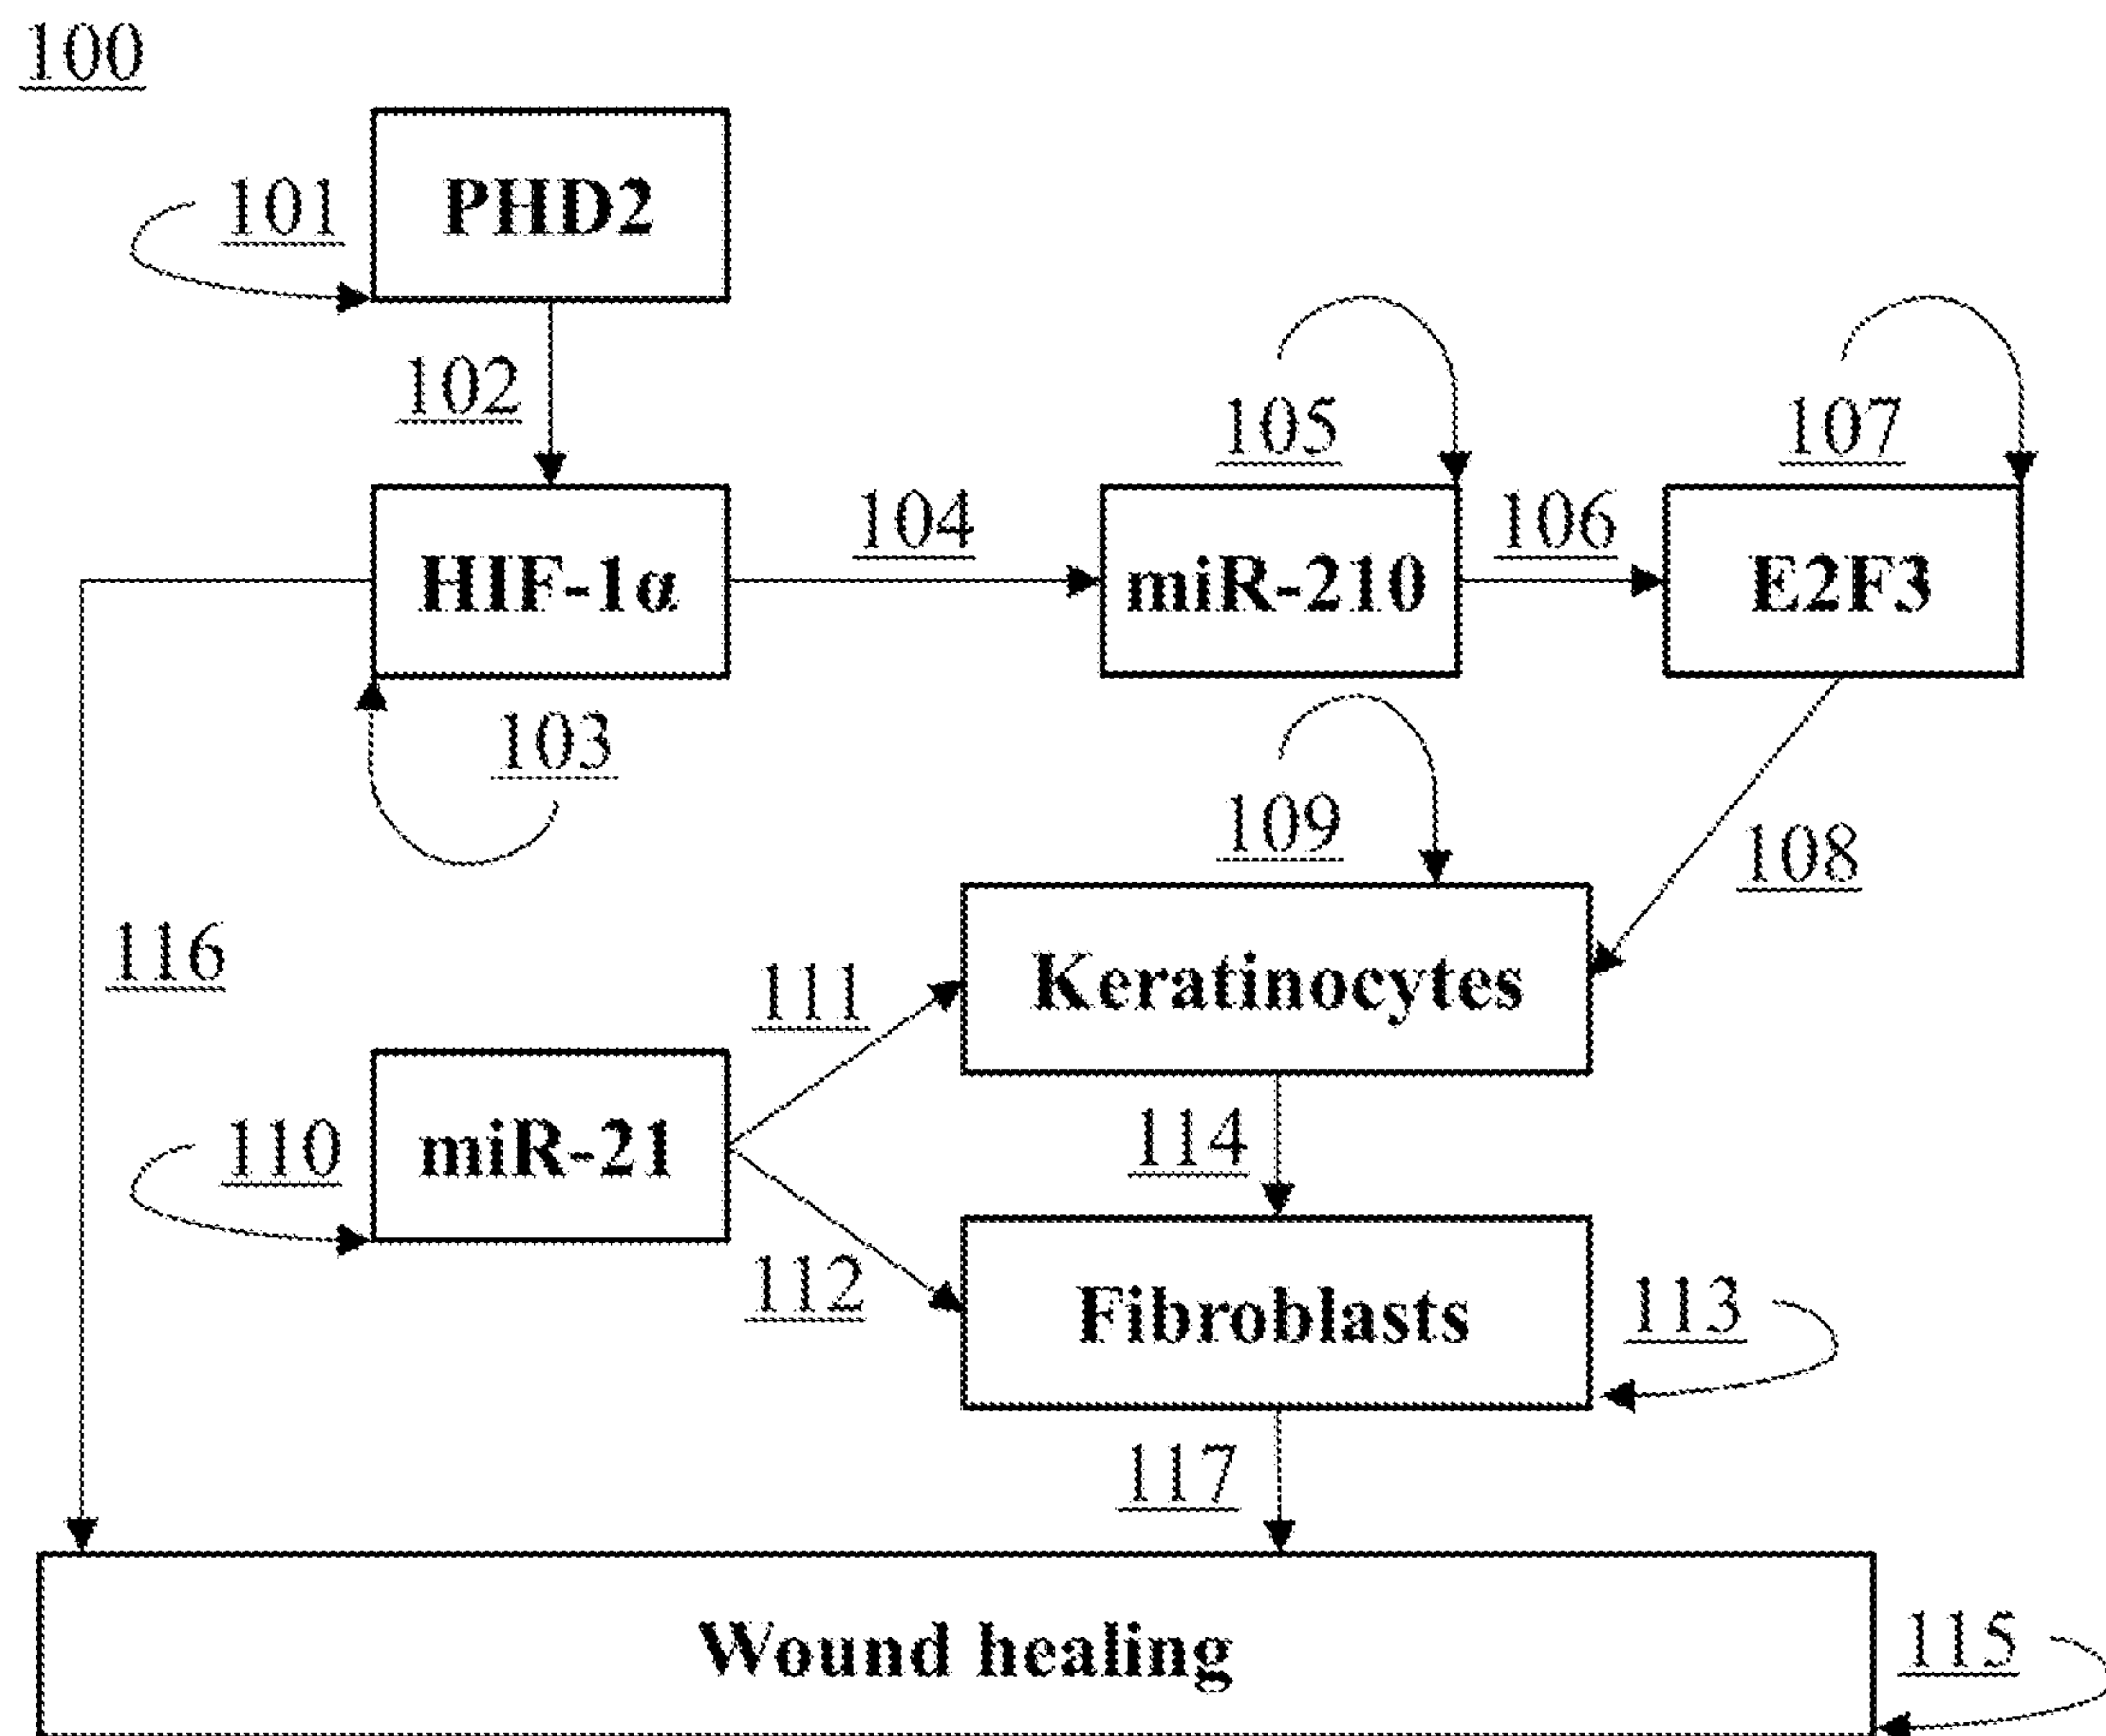 100
101
PHD2
102
105
107
HIF-1α
104
miR-210
106
E2F3
103
109
108
116
111
Keratinocytes
110
miR-21
114
112
Fibroblasts
113
117
Wound healing
115